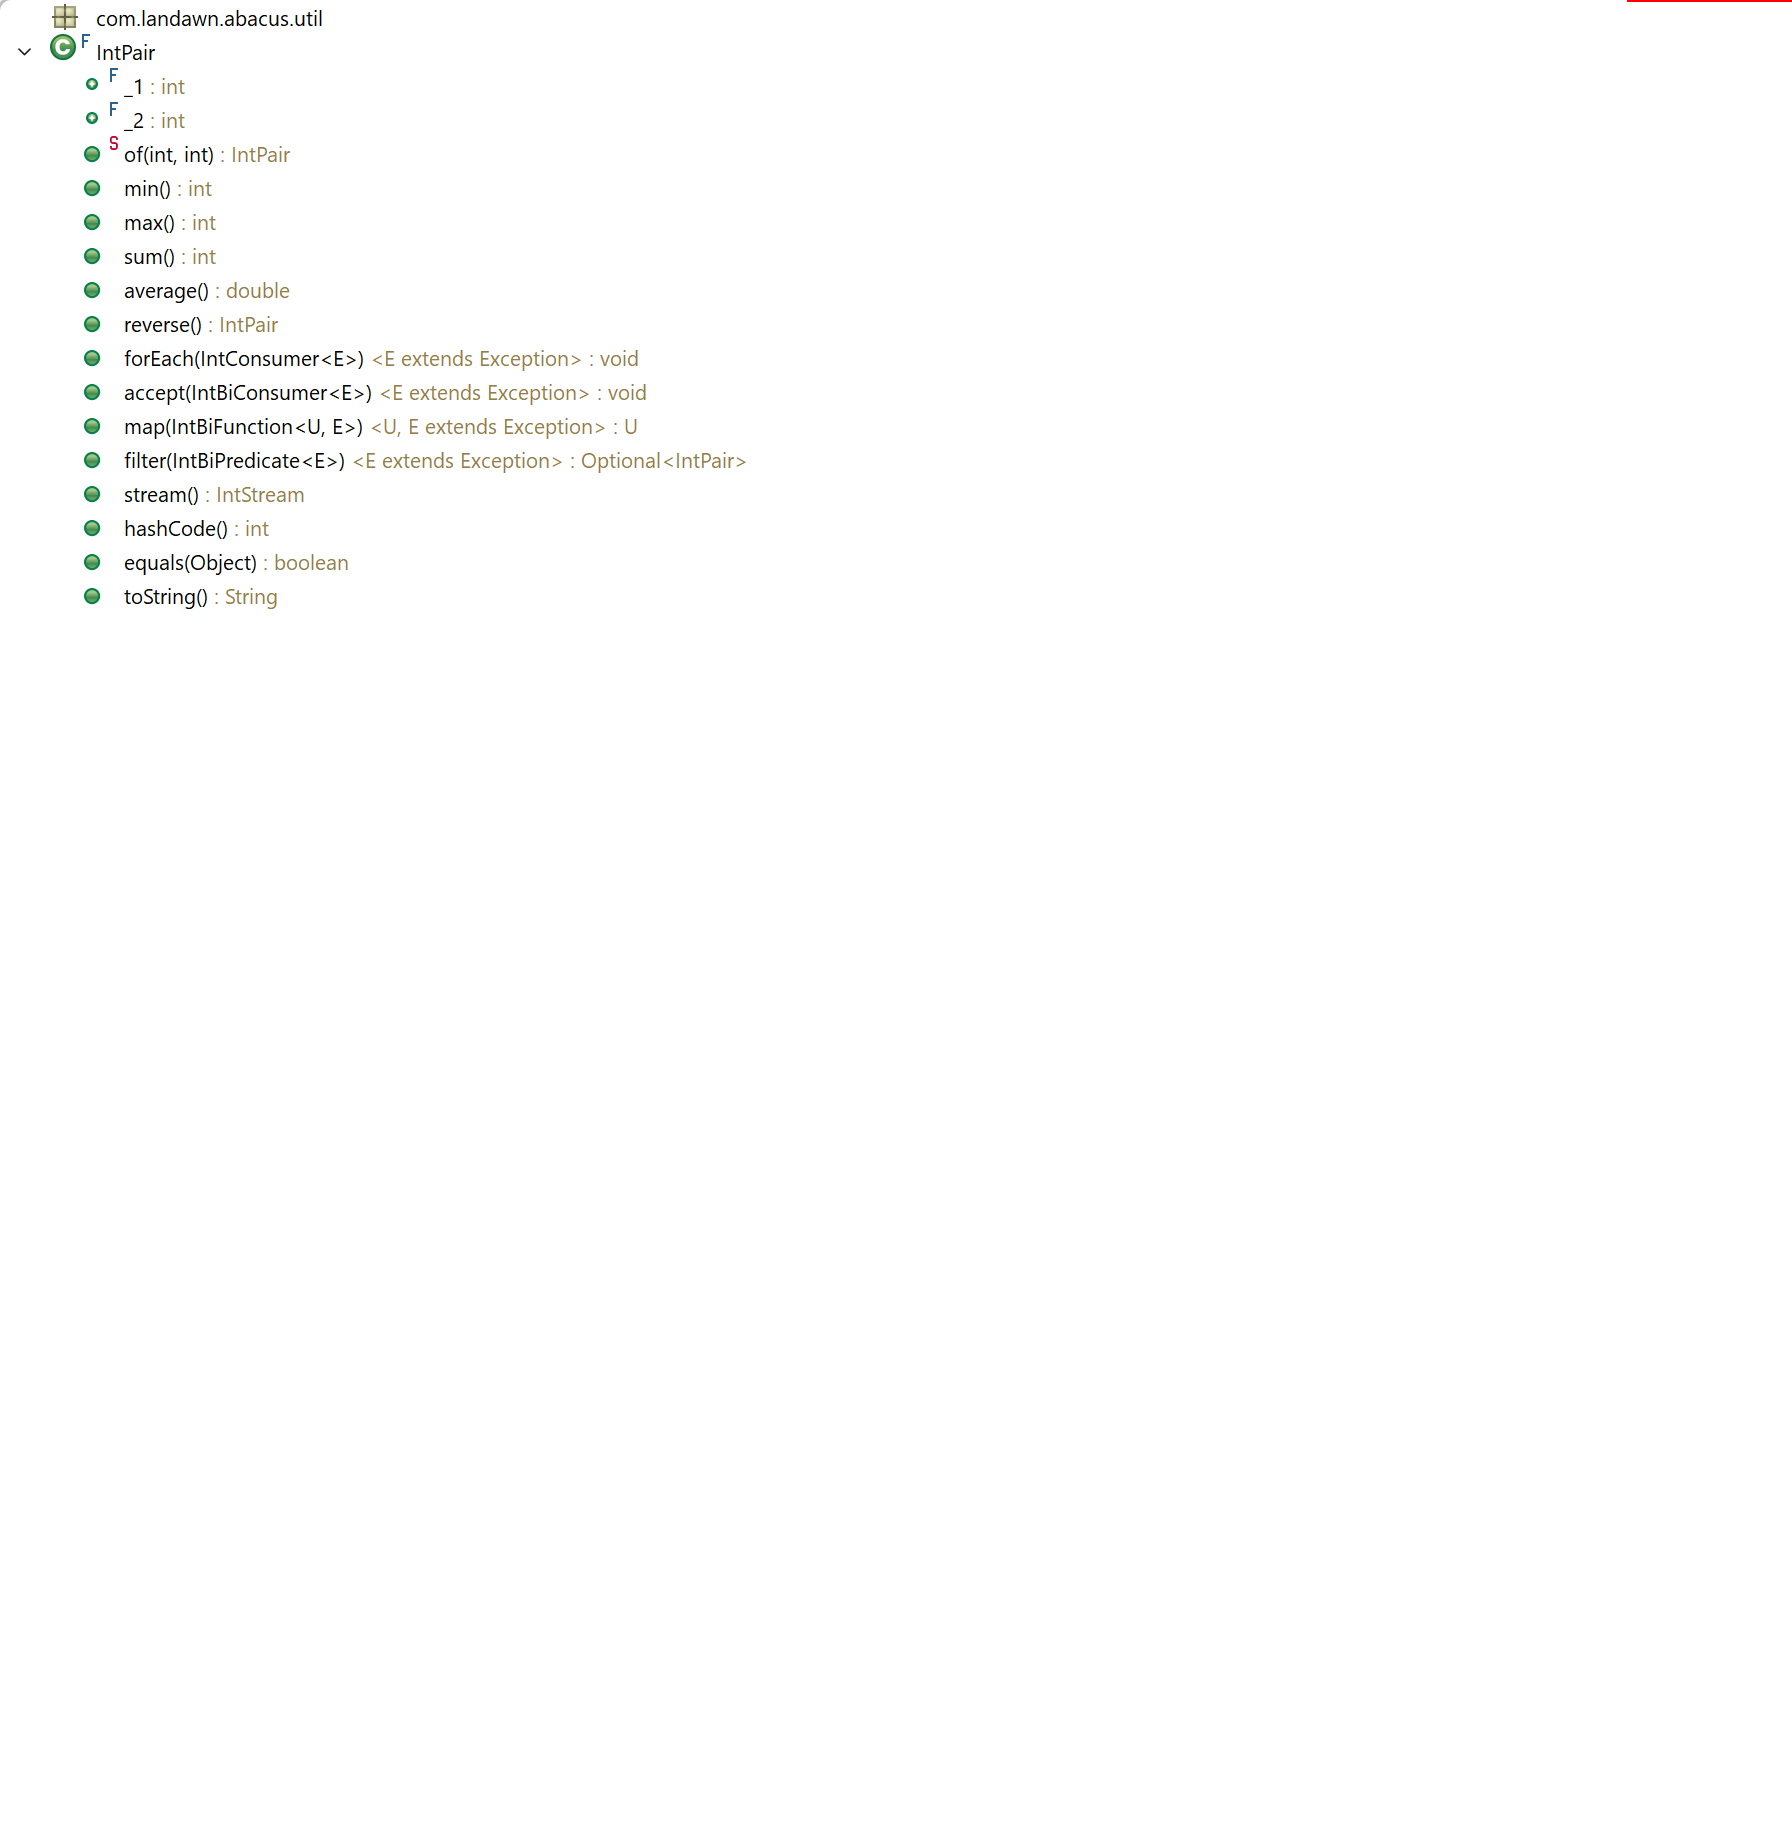 com.landawn.abacus.util
C F IntPair
F _1 : int
F _2 : int
S of(int, int) : IntPair
min() : int
max() : int
sum() : int
average() : double
reverse() : IntPair
forEach(IntConsumer<E>) <E extends Exception> : void
accept(IntBiConsumer<E>) <E extends Exception> : void
map(IntBiFunction<U, E>) <U, E extends Exception> : U
filter(IntBiPredicate<E>) <E extends Exception> : Optional<IntPair>
stream() : IntStream
hashCode() : int
equals(Object) : boolean
toString() : String